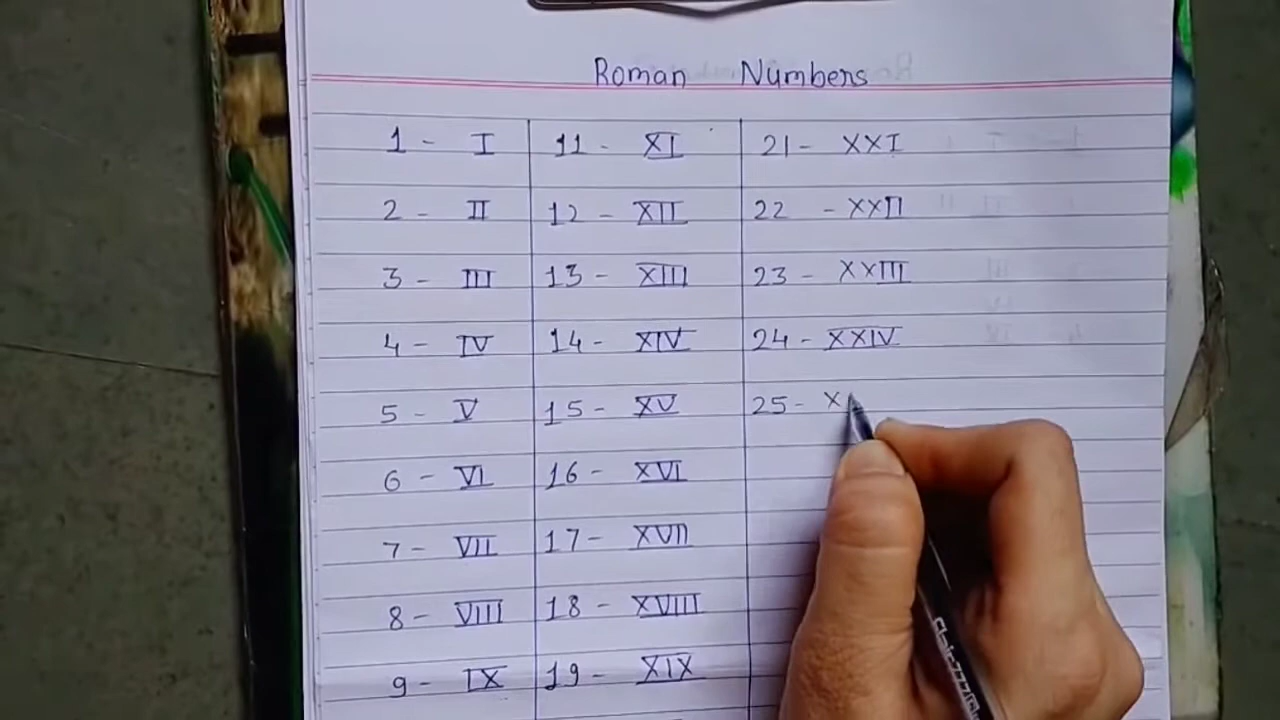 Roman Numbers
1 - I 11 - XI 21 - XXI
2 - II 12 - XII 22 - XXII
3 - III 13 - XIII 23 - XXIII
4 - IV 14 - XIV 24 - XXIV
5 - V 15 - XV 25 - X
6 - VI 16 - XVI
7 - VII 17 - XVII
8 - VIII 18 - XVIII
9 - IX 19 - XIX